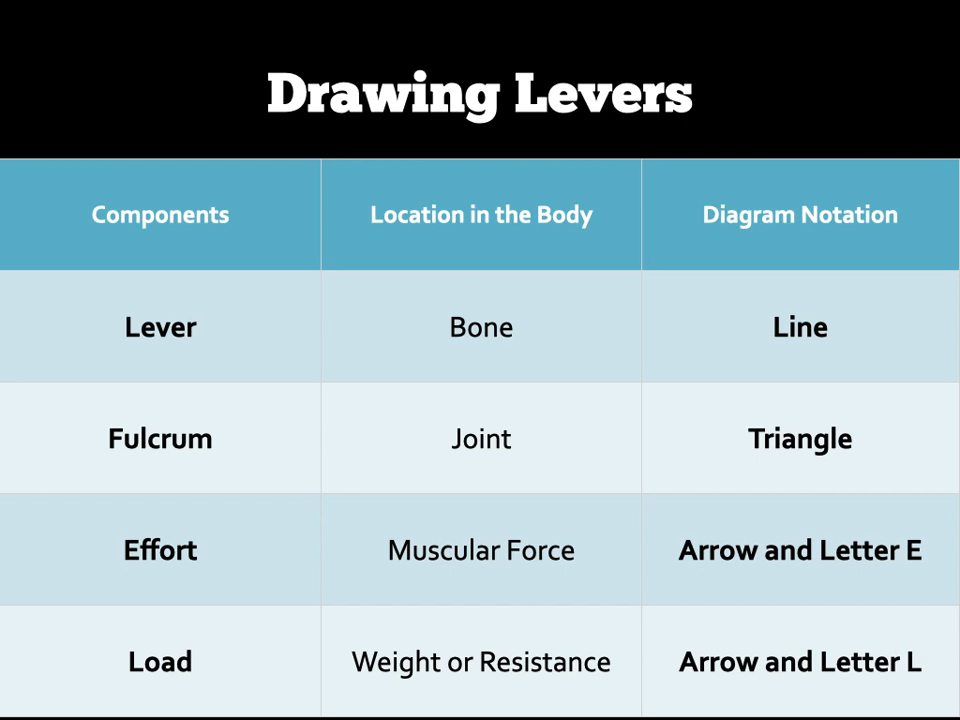 Drawing Levers
Components Location in the Body Diagram Notation
Lever Bone Line
Fulcrum Joint Triangle
Effort Muscular Force Arrow and Letter E
Load Weight or Resistance Arrow and Letter L